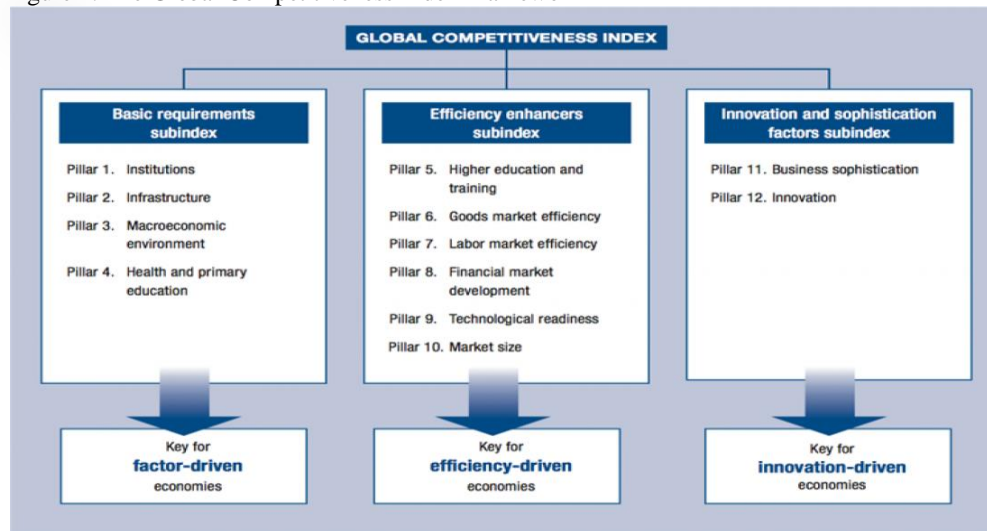 GLOBAL COMPETITIVENESS INDEX
Basic requirements
subindex
Pillar 1. Institutions
Pillar 2. Infrastructure
Pillar 3. Macroeconomic
environment
Pillar 4. Health and primary
education
Key for
factor-driven
economies
Efficiency enhancers
subindex
Pillar 5. Higher education and
training
Pillar 6. Goods market efficiency
Pillar 7. Labor market efficiency
Pillar 8. Financial market
development
Pillar 9. Technological readiness
Pillar 10. Market size
Key for
efficiency-driven
economies
Innovation and sophistication
factors subindex
Pillar 11. Business sophistication
Pillar 12. Innovation
Key for
innovation-driven
economies